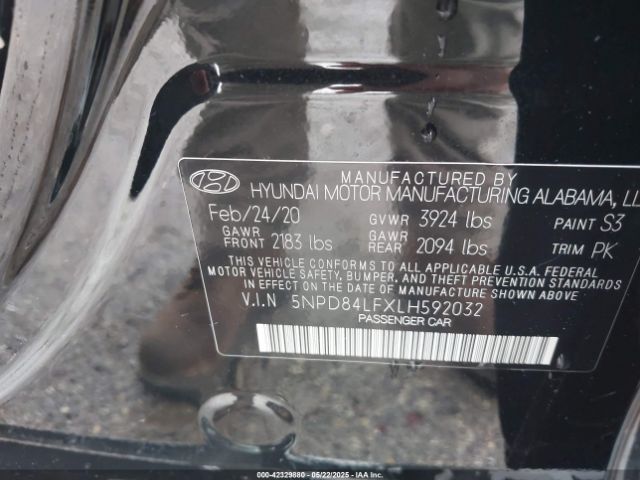 MANUFACTURED BY
HYUNDAI MOTOR MANUFACTURING ALABAMA, LL
Feb/24/20 GVWR 3924 lbs PAINT S3
GAWR FRONT 2183 lbs GAWR REAR 2094 lbs TRIM PK
THIS VEHICLE CONFORMS TO ALL APPLICABLE U.S.A. FEDERAL
MOTOR VEHICLE SAFETY, BUMPER, AND THEFT PREVENTION STANDARDS
IN EFFECT ON THE DATE OF MANUFACTURE SHOWN ABOVE.
V.I.N 5NPD84LFXLH592032
PASSENGER CAR
000-42329880 - 05/22/2025 - IAAI.COM